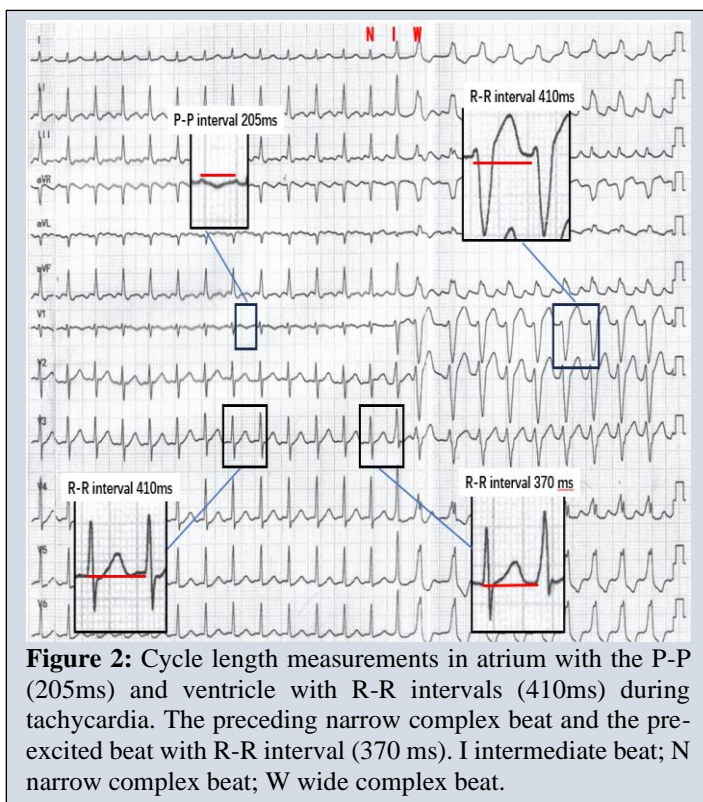 N I W
I
LI
LII
aVR
aVL
aVF
V1
V2
V3
V4
V5
V6
P-P interval 205ms
R-R interval 410ms
R-R interval 410ms
R-R interval 370 ms
Figure 2: Cycle length measurements in atrium with the P-P
(205ms) and ventricle with R-R intervals (410ms) during
tachycardia. The preceding narrow complex beat and the pre-
excited beat with R-R interval (370 ms). I intermediate beat; N
narrow complex beat; W wide complex beat.